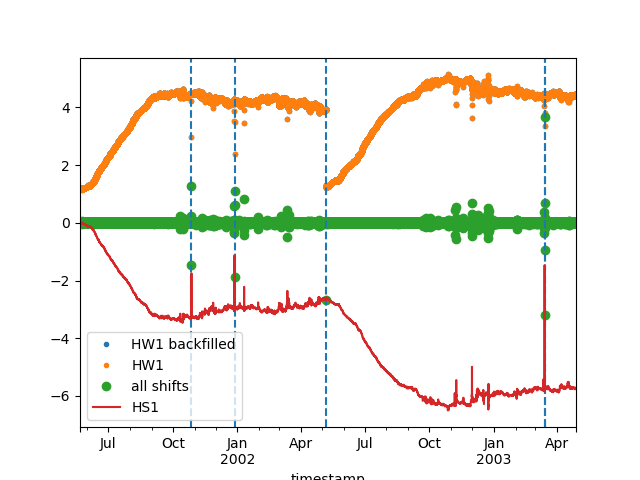 4
2
0
−2
−4
−6
HW1 backfilled
HW1
all shifts
HS1
Jul Oct Jan Apr Jul Oct Jan Apr
2002 2003
timestamp